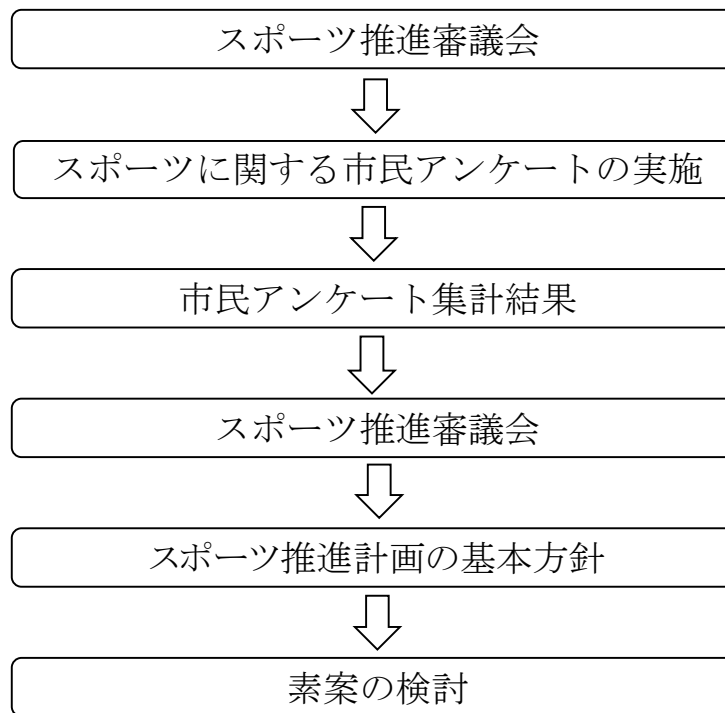 スポーツ推進審議会
スポーツに関する市民アンケートの実施
市民アンケート集計結果
スポーツ推進審議会
スポーツ推進計画の基本方針
素案の検討